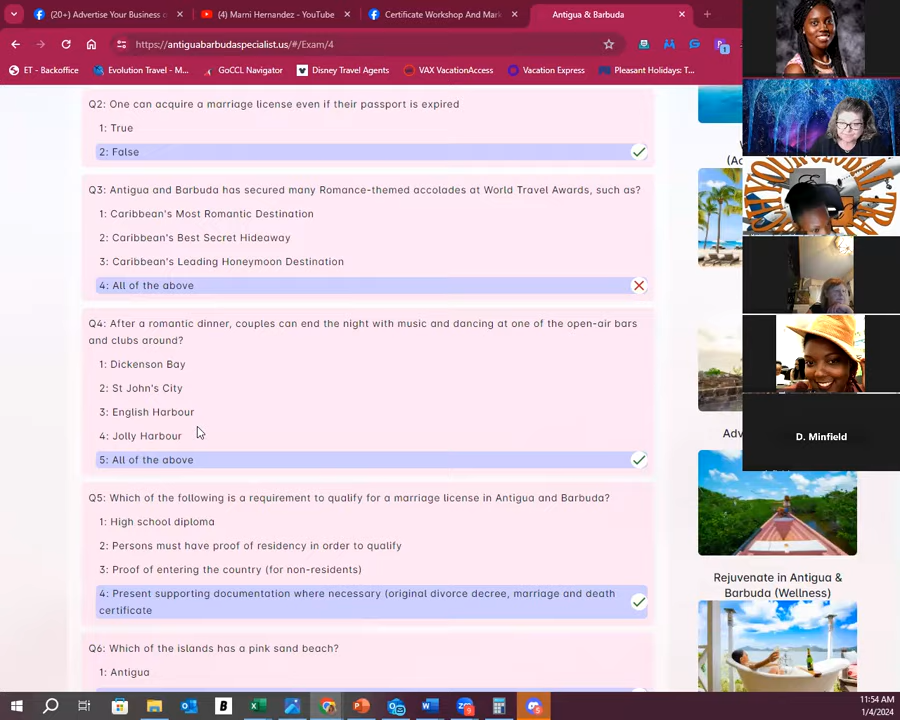 (20+) Advertise Your Business o
(4) Marni Hernandez - YouTube
Certificate Workshop And Mark
Antigua & Barbuda
https://antiguabarbudaspecialist.us/#/Exam/4
ET - Backoffice
Evolution Travel - M...
GoCCL Navigator
Disney Travel Agents
VAX VacationAccess
Vacation Express
Pleasant Holidays: T...
Q2: One can acquire a marriage license even if their passport is expired
1: True
2: False
Q3: Antigua and Barbuda has secured many Romance-themed accolades at World Travel Awards, such as?
1: Caribbean's Most Romantic Destination
2: Caribbean's Best Secret Hideaway
3: Caribbean's Leading Honeymoon Destination
4: All of the above
Q4: After a romantic dinner, couples can end the night with music and dancing at one of the open-air bars
and clubs around?
1: Dickenson Bay
2: St John's City
3: English Harbour
4: Jolly Harbour
5: All of the above
Q5: Which of the following is a requirement to qualify for a marriage license in Antigua and Barbuda?
1: High school diploma
2: Persons must have proof of residency in order to qualify
3: Proof of entering the country (for non-residents)
4: Present supporting documentation where necessary (original divorce decree, marriage and death
certificate
Q6: Which of the islands has a pink sand beach?
1: Antigua
(Ac
Adv
D. Minfield
Rejuvenate in Antigua &
Barbuda (Wellness)
11:54 AM
1/4/2024